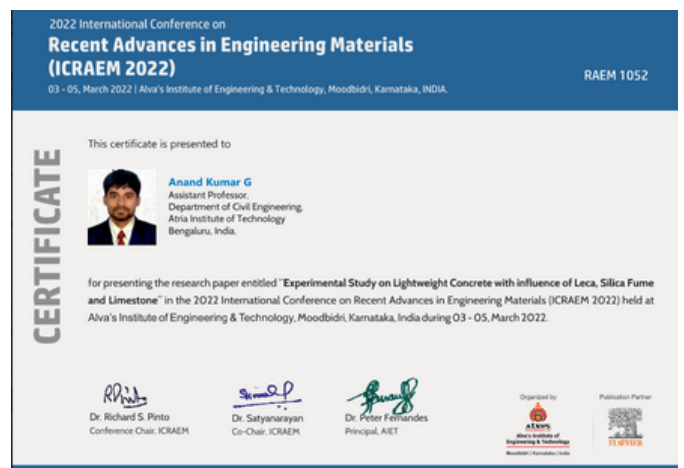 2022 International Conference on
Recent Advances in Engineering Materials
(ICRAEM 2022)
RAEM 1052
03 - 05, March 2022 | Alva's Institute of Engineering & Technology, Moodbidri, Karnataka, INDIA.
CERTIFICATE
This certificate is presented to
Anand Kumar G
Assistant Professor,
Department of Civil Engineering,
Atria Institute of Technology
Bengaluru, India.
for presenting the research paper entitled "Experimental Study on Lightweight Concrete with influence of Leca, Silica Fume
and Limestone" in the 2022 International Conference on Recent Advances in Engineering Materials (ICRAEM 2022) held at
Alva's Institute of Engineering & Technology, Moodbidri, Karnataka, India during 03 - 05, March 2022.
Dr. Richard S. Pinto
Conference Chair, ICRAEM
Dr. Satyanarayan
Co-Chair, ICRAEM
Dr. Peter Fernandes
Principal, AIET
Organized by
ALVA'S
Alva's Institute of
Engineering & Technology
Moodbidri | Karnataka | India
Publication Partner
ELSEVIER